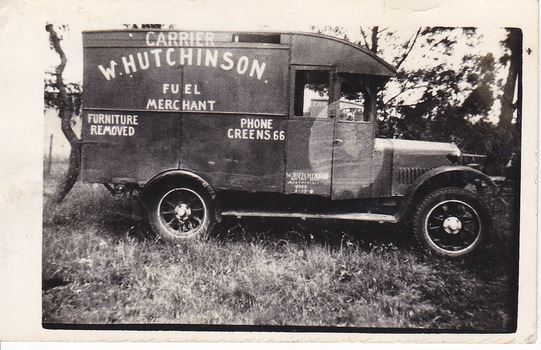 CARRIER
W. HUTCHINSON.
FUEL
MERCHANT
FURNITURE
REMOVED
PHONE
GREENS. 66
W. HUTCHINSON